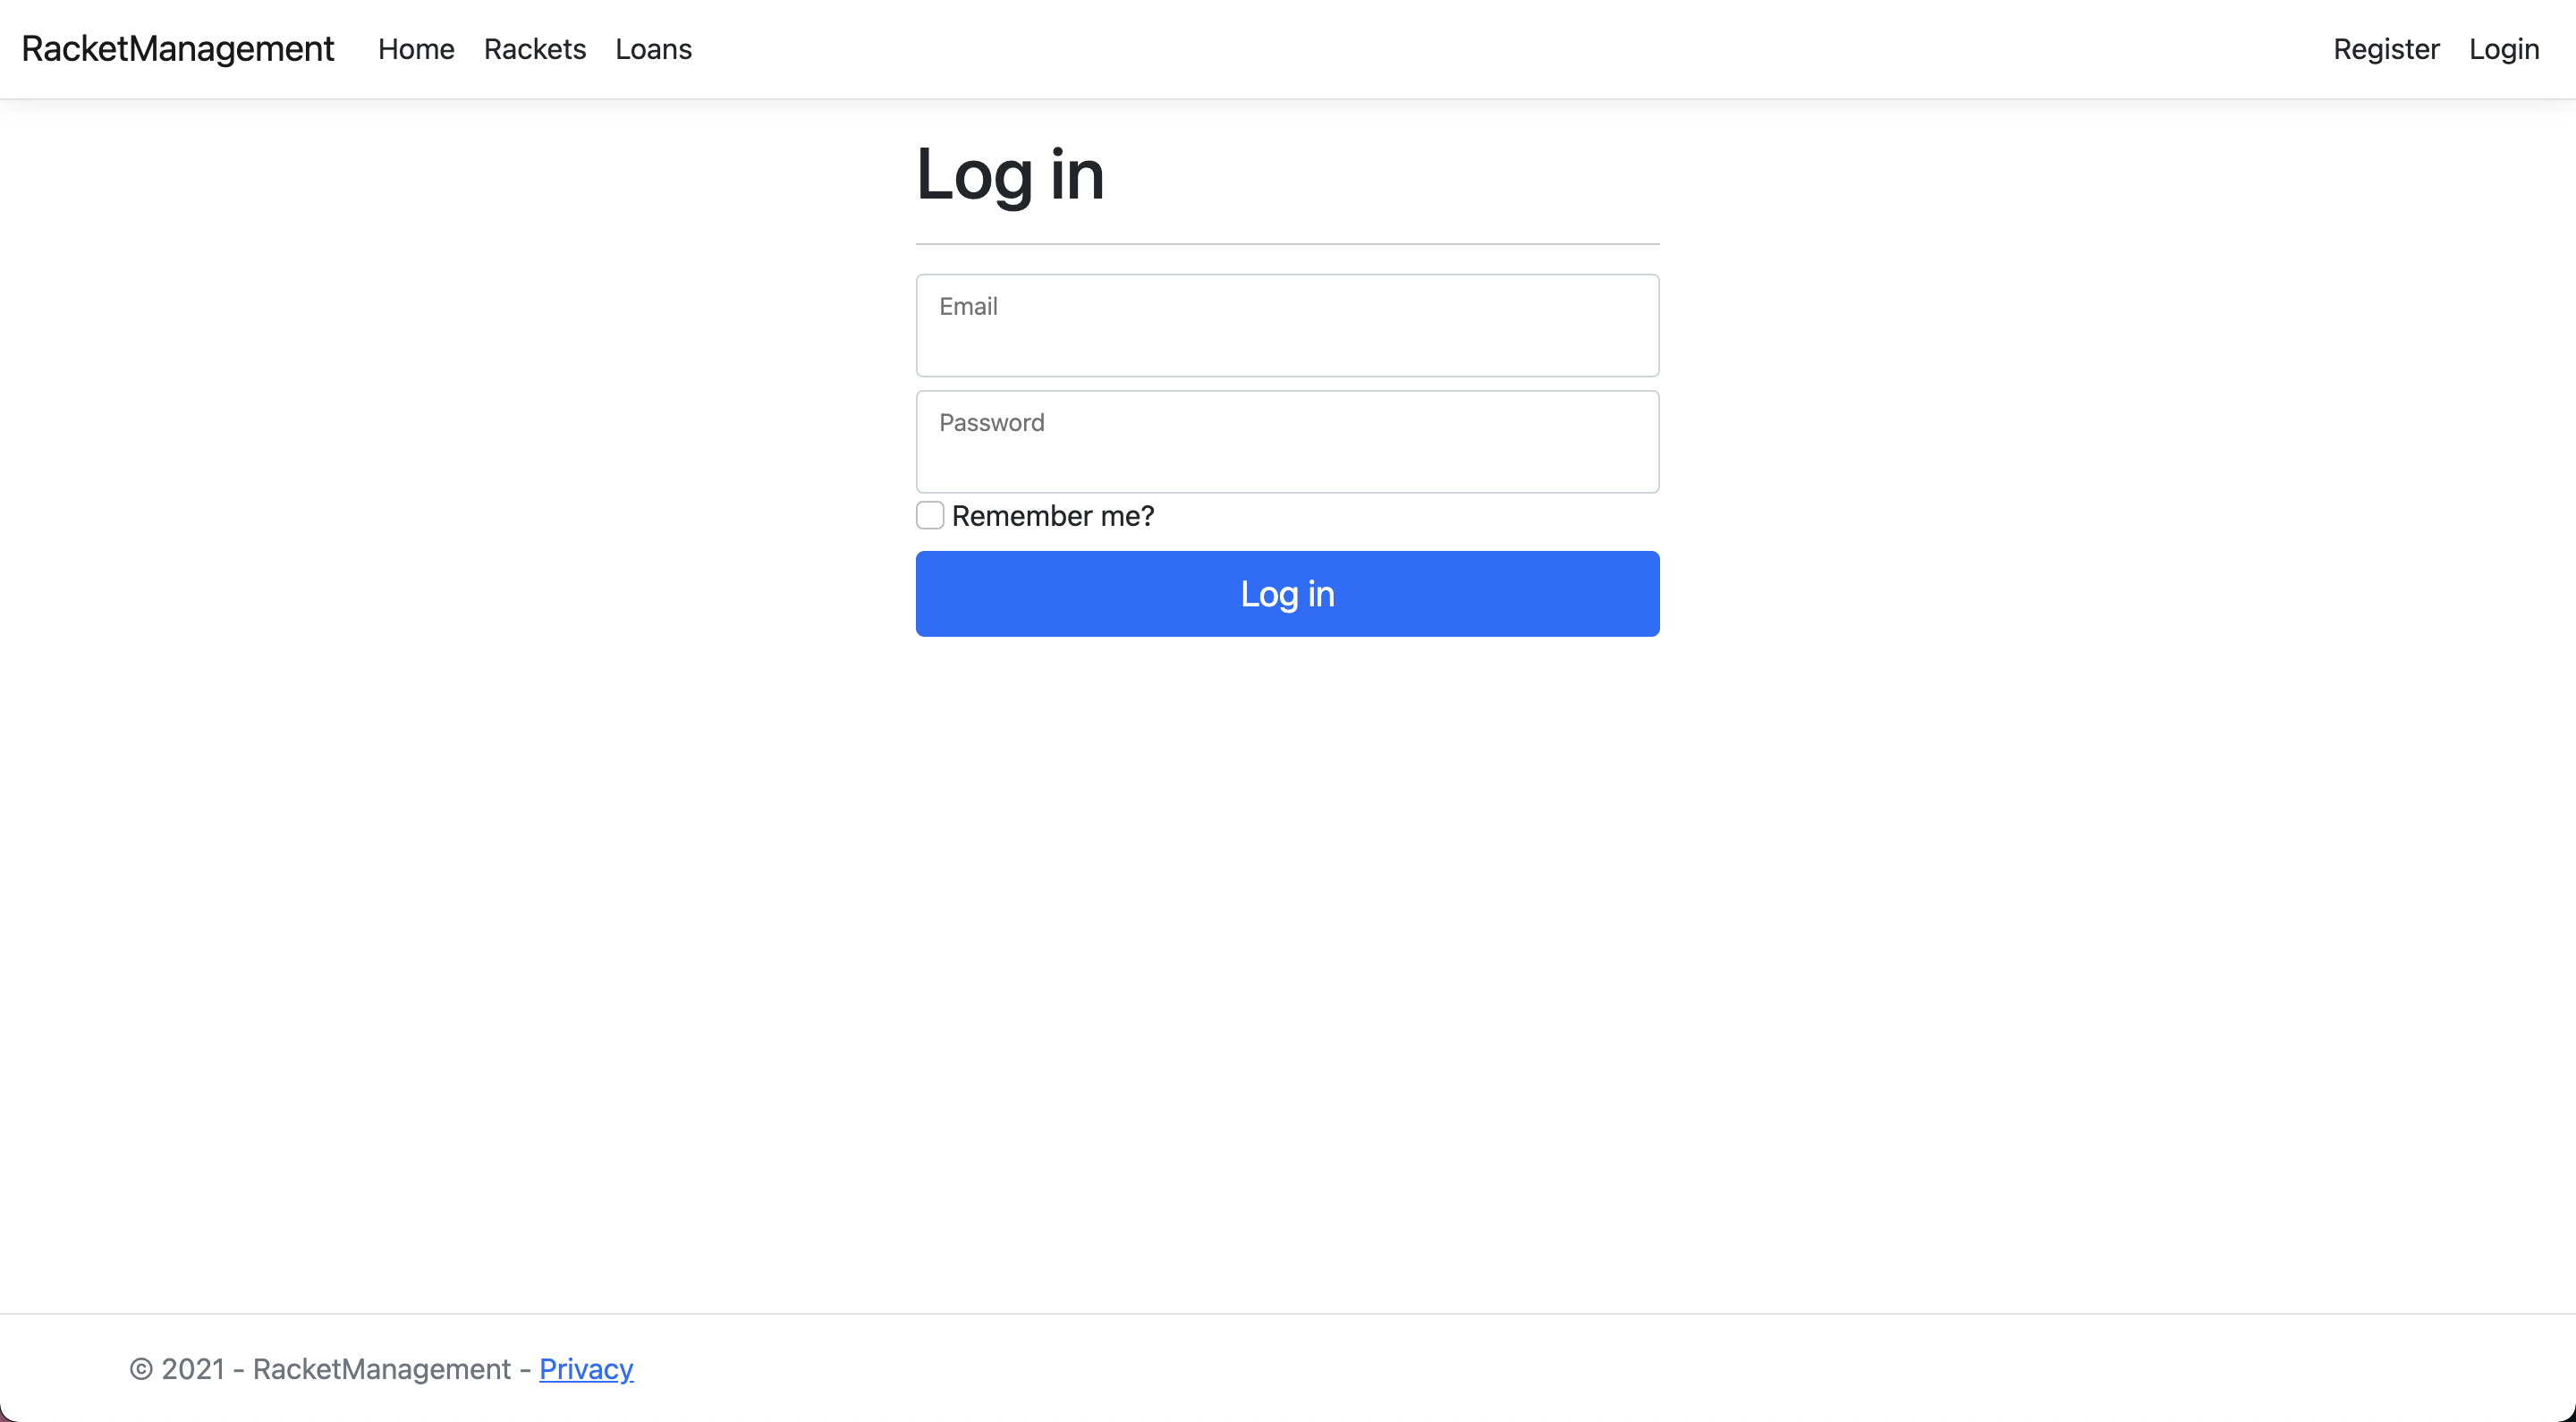 RacketManagement Home Rackets Loans Register Login
Log in
Email
Password
Remember me?
Log in
© 2021 - RacketManagement - Privacy